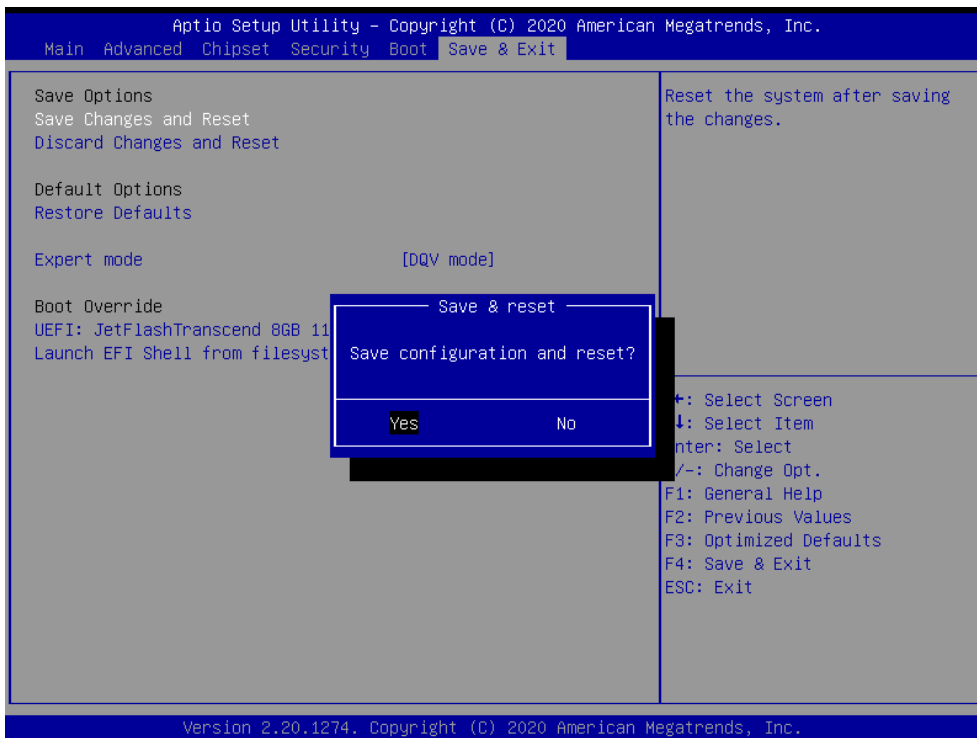 Aptio Setup Utility – Copyright (C) 2020 American Megatrends, Inc.
Main Advanced Chipset Security Boot Save & Exit
Save Options
Save Changes and Reset
Discard Changes and Reset
Default Options
Restore Defaults
Expert mode [DQV mode]
Boot Override
UEFI: JetFlashTranscend 8GB 11
Launch EFI Shell from filesyst
Save & reset
Save configuration and reset?
Yes No
Reset the system after saving
the changes.
: Select Screen
: Select Item
nter: Select
/-: Change Opt.
F1: General Help
F2: Previous Values
F3: Optimized Defaults
F4: Save & Exit
ESC: Exit
Version 2.20.1274. Copyright (C) 2020 American Megatrends, Inc.